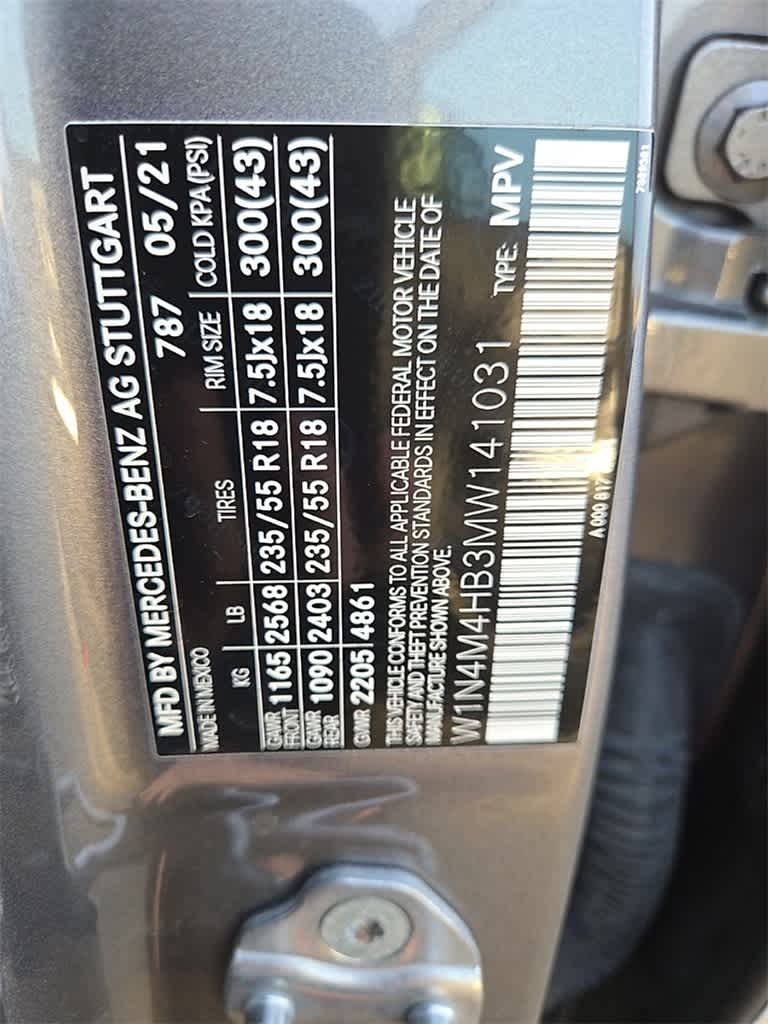 MFD BY MERCEDES-BENZ AG STUTTGART
MADE IN MEXICO 787 05/21
KG LB TIRES RIM SIZE COLD KPA (PSI)
GAWR FRONT 1165 2568 235/55 R18 7.5Jx18 300(43)
GAWR REAR 1090 2403 235/55 R18 7.5Jx18 300(43)
GVWR 2205 4861
THIS VEHICLE CONFORMS TO ALL APPLICABLE FEDERAL MOTOR VEHICLE
SAFETY AND THEFT PREVENTION STANDARDS IN EFFECT ON THE DATE OF
MANUFACTURE SHOWN ABOVE.
W1N4M4HB3MW141031 TYPE: MPV
A 000 817